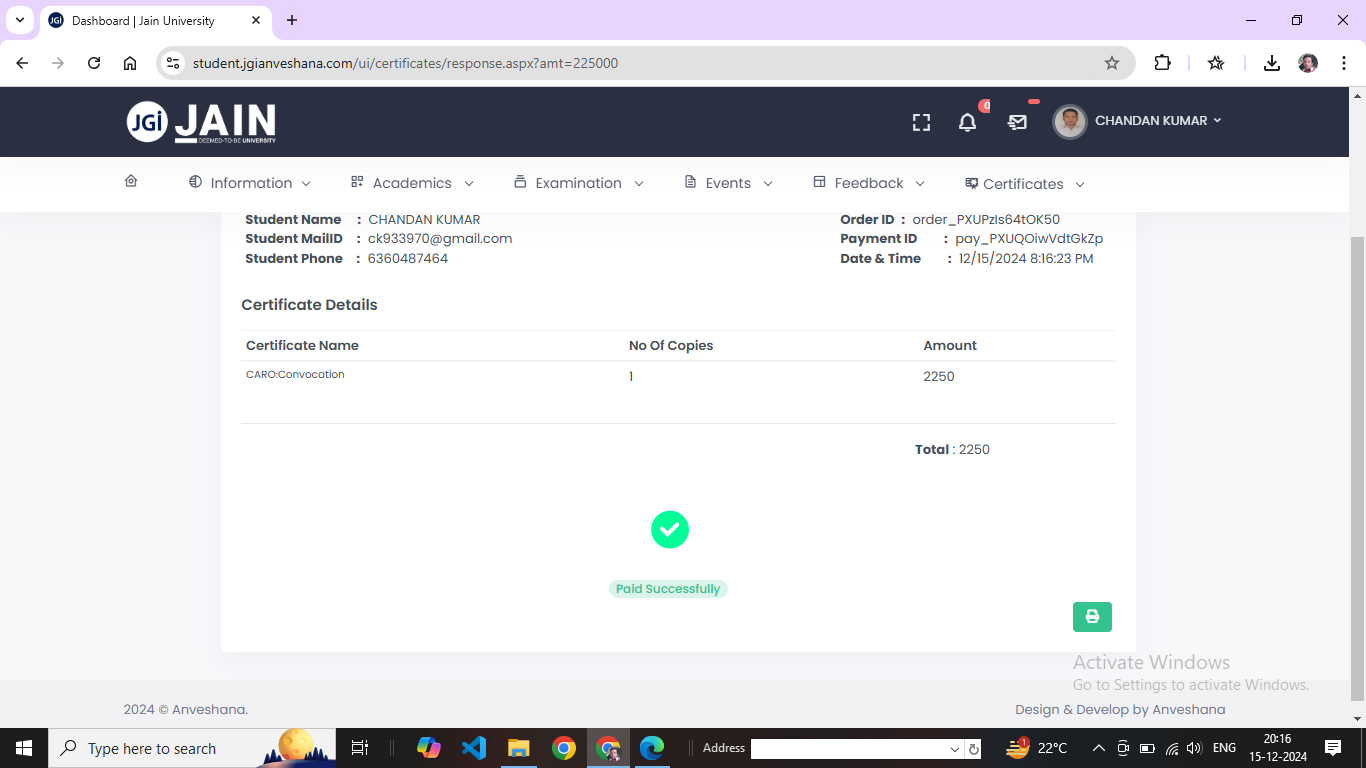 Dashboard | Jain University
student.jgianveshana.com/ui/certificates/response.aspx?amt=225000
JGi JAIN
DEEMED-TO-BE UNIVERSITY
0
CHANDAN KUMAR
Information
Academics
Examination
Events
Feedback
Certificates
Student Name : CHANDAN KUMAR
Student MailID : ck933970@gmail.com
Student Phone : 6360487464
Order ID : order_PXUPzIs64tOK50
Payment ID : pay_PXUQOiwVdtGkZp
Date & Time : 12/15/2024 8:16:23 PM
Certificate Details
Certificate Name No Of Copies Amount
CARO:Convocation 1 2250
Total : 2250
Paid Successfully
Activate Windows
Go to Settings to activate Windows.
2024 © Anveshana.
Design & Develop by Anveshana
Type here to search
Address
1
22°C
ENG
20:16
15-12-2024